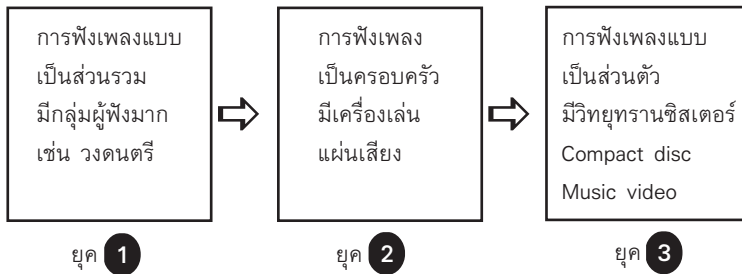 การฟังเพลงแบบ
เป็นส่วนรวม
มีกลุ่มผู้ฟังมาก
เช่น วงดนตรี
ยุค 1
การฟังเพลง
เป็นครอบครัว
มีเครื่องเล่น
แผ่นเสียง
ยุค 2
การฟังเพลงแบบ
เป็นส่วนตัว
มีวิทยุทรานซิสเตอร์
Compact disc
Music video
ยุค 3